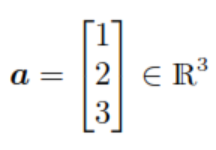 a = [1 2 3] ∈ ℝ³